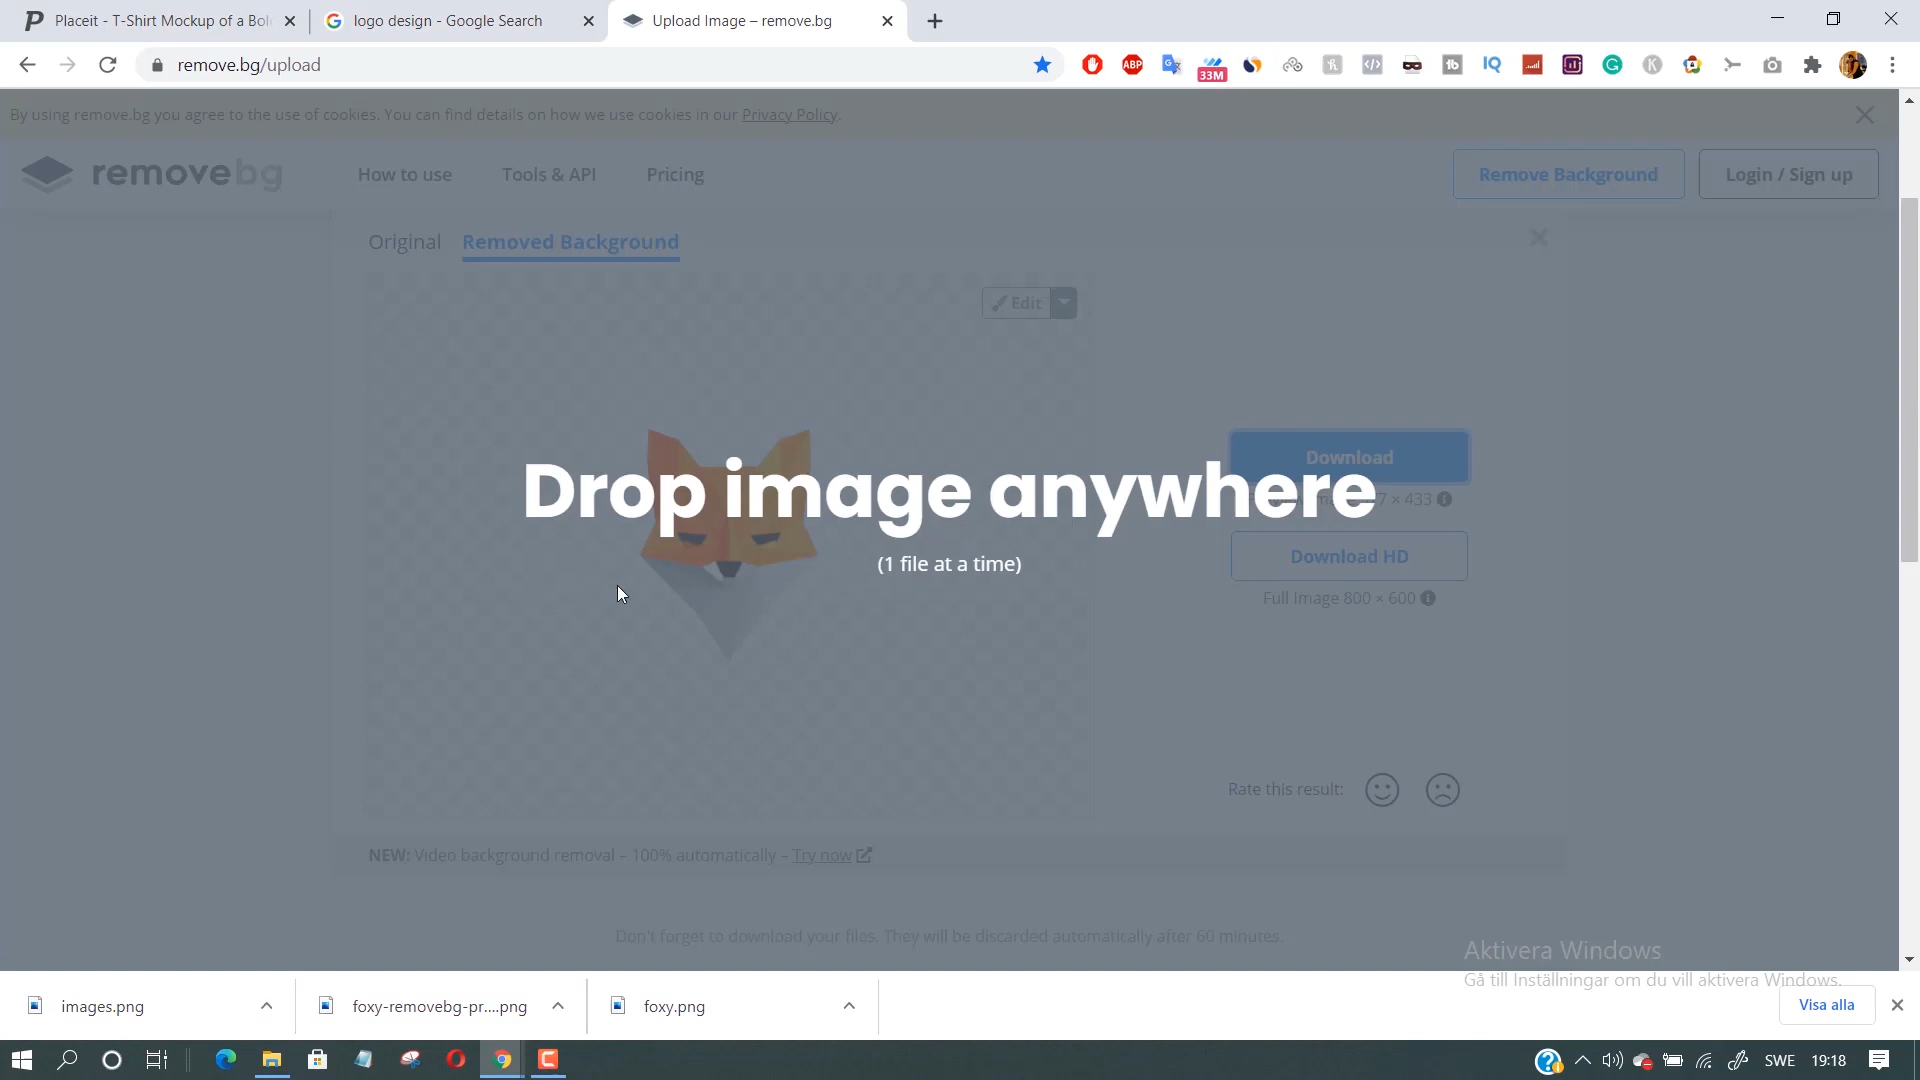 Placeit - T-Shirt Mockup of a Bol
logo design - Google Search
Upload Image – remove.bg
remove.bg/upload
ABP
33M
IQ
By using remove.bg you agree to the use of cookies. You can find details on how we use cookies in our Privacy Policy.
removebg
How to use
Tools & API
Pricing
Remove Background
Login / Sign up
Original
Removed Background
Edit
Drop image anywhere
(1 file at a time)
Download
× 433
Download HD
Full Image 800 × 600
Rate this result:
NEW: Video background removal – 100% automatically – Try now
Don't forget to download your files. They will be discarded automatically after 60 minutes.
Aktivera Windows
Gå till Inställningar om du vill aktivera Windows.
images.png
foxy-removebg-pr....png
foxy.png
Visa alla
SWE
19:18